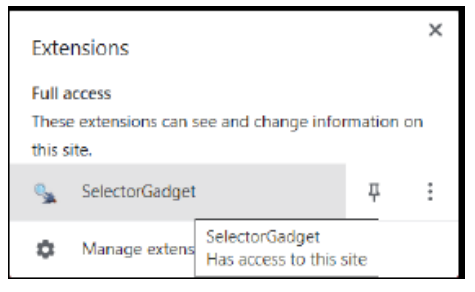 Extensions
Full access
These extensions can see and change information on
this site.
SelectorGadget
Manage extens
SelectorGadget
Has access to this site